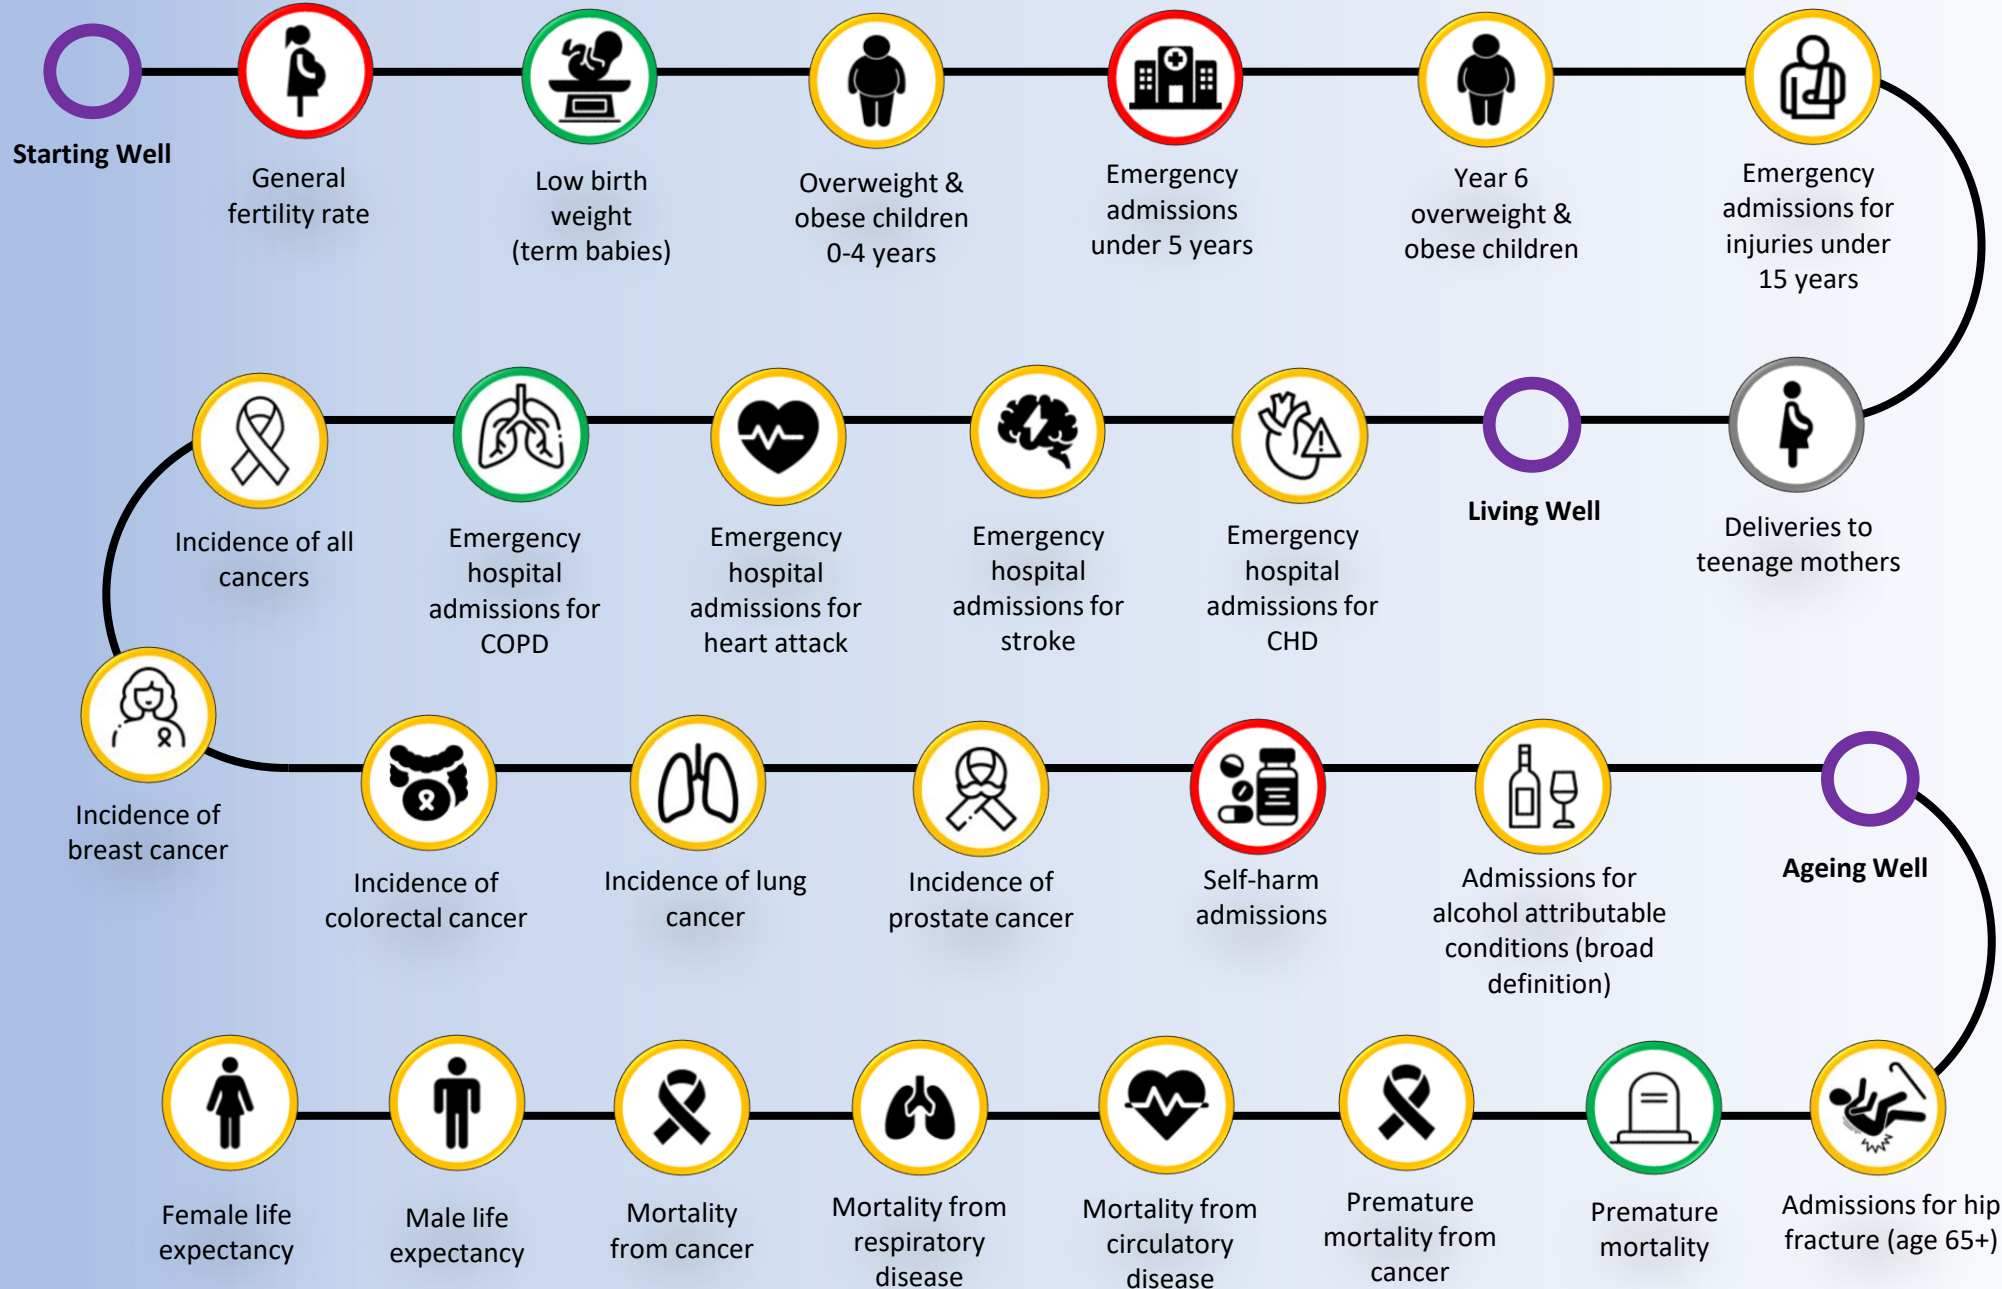 Starting Well
General
fertility rate
Low birth
weight
(term babies)
Overweight &
obese children
0-4 years
Emergency
admissions
under 5 years
Year 6
overweight &
obese children
Emergency
admissions for
injuries under
15 years
Incidence of all
cancers
Emergency
hospital
admissions for
COPD
Emergency
hospital
admissions for
heart attack
Emergency
hospital
admissions for
stroke
Emergency
hospital
admissions for
CHD
Living Well
Deliveries to
teenage mothers
Incidence of
breast cancer
Incidence of
colorectal cancer
Incidence of lung
cancer
Incidence of
prostate cancer
Self-harm
admissions
Admissions for
alcohol attributable
conditions (broad
definition)
Ageing Well
Female life
expectancy
Male life
expectancy
Mortality
from cancer
Mortality from
respiratory
disease
Mortality from
circulatory
disease
Premature
mortality from
cancer
Premature
mortality
Admissions for hip
fracture (age 65+)